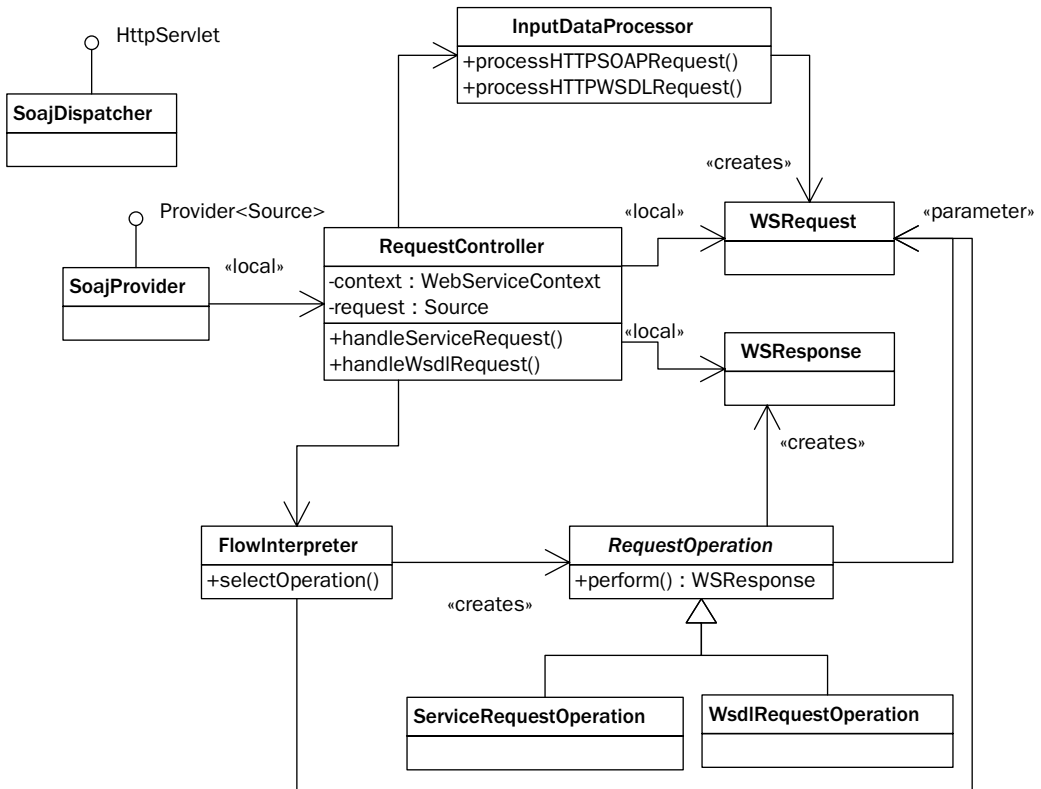 InputDataProcessor
+processHTTPSOAPRequest()
+processHTTPWSDLRequest()
HttpServlet
SoajDispatcher
«creates»
Provider<Source>
«local»
SoajProvider
RequestController
-context : WebServiceContext
-request : Source
+handleServiceRequest()
+handleWsdlRequest()
«local»
WSRequest
«parameter»
«local»
WSResponse
«creates»
FlowInterpreter
+selectOperation()
«creates»
RequestOperation
+perform() : WSResponse
ServiceRequestOperation
WsdlRequestOperation